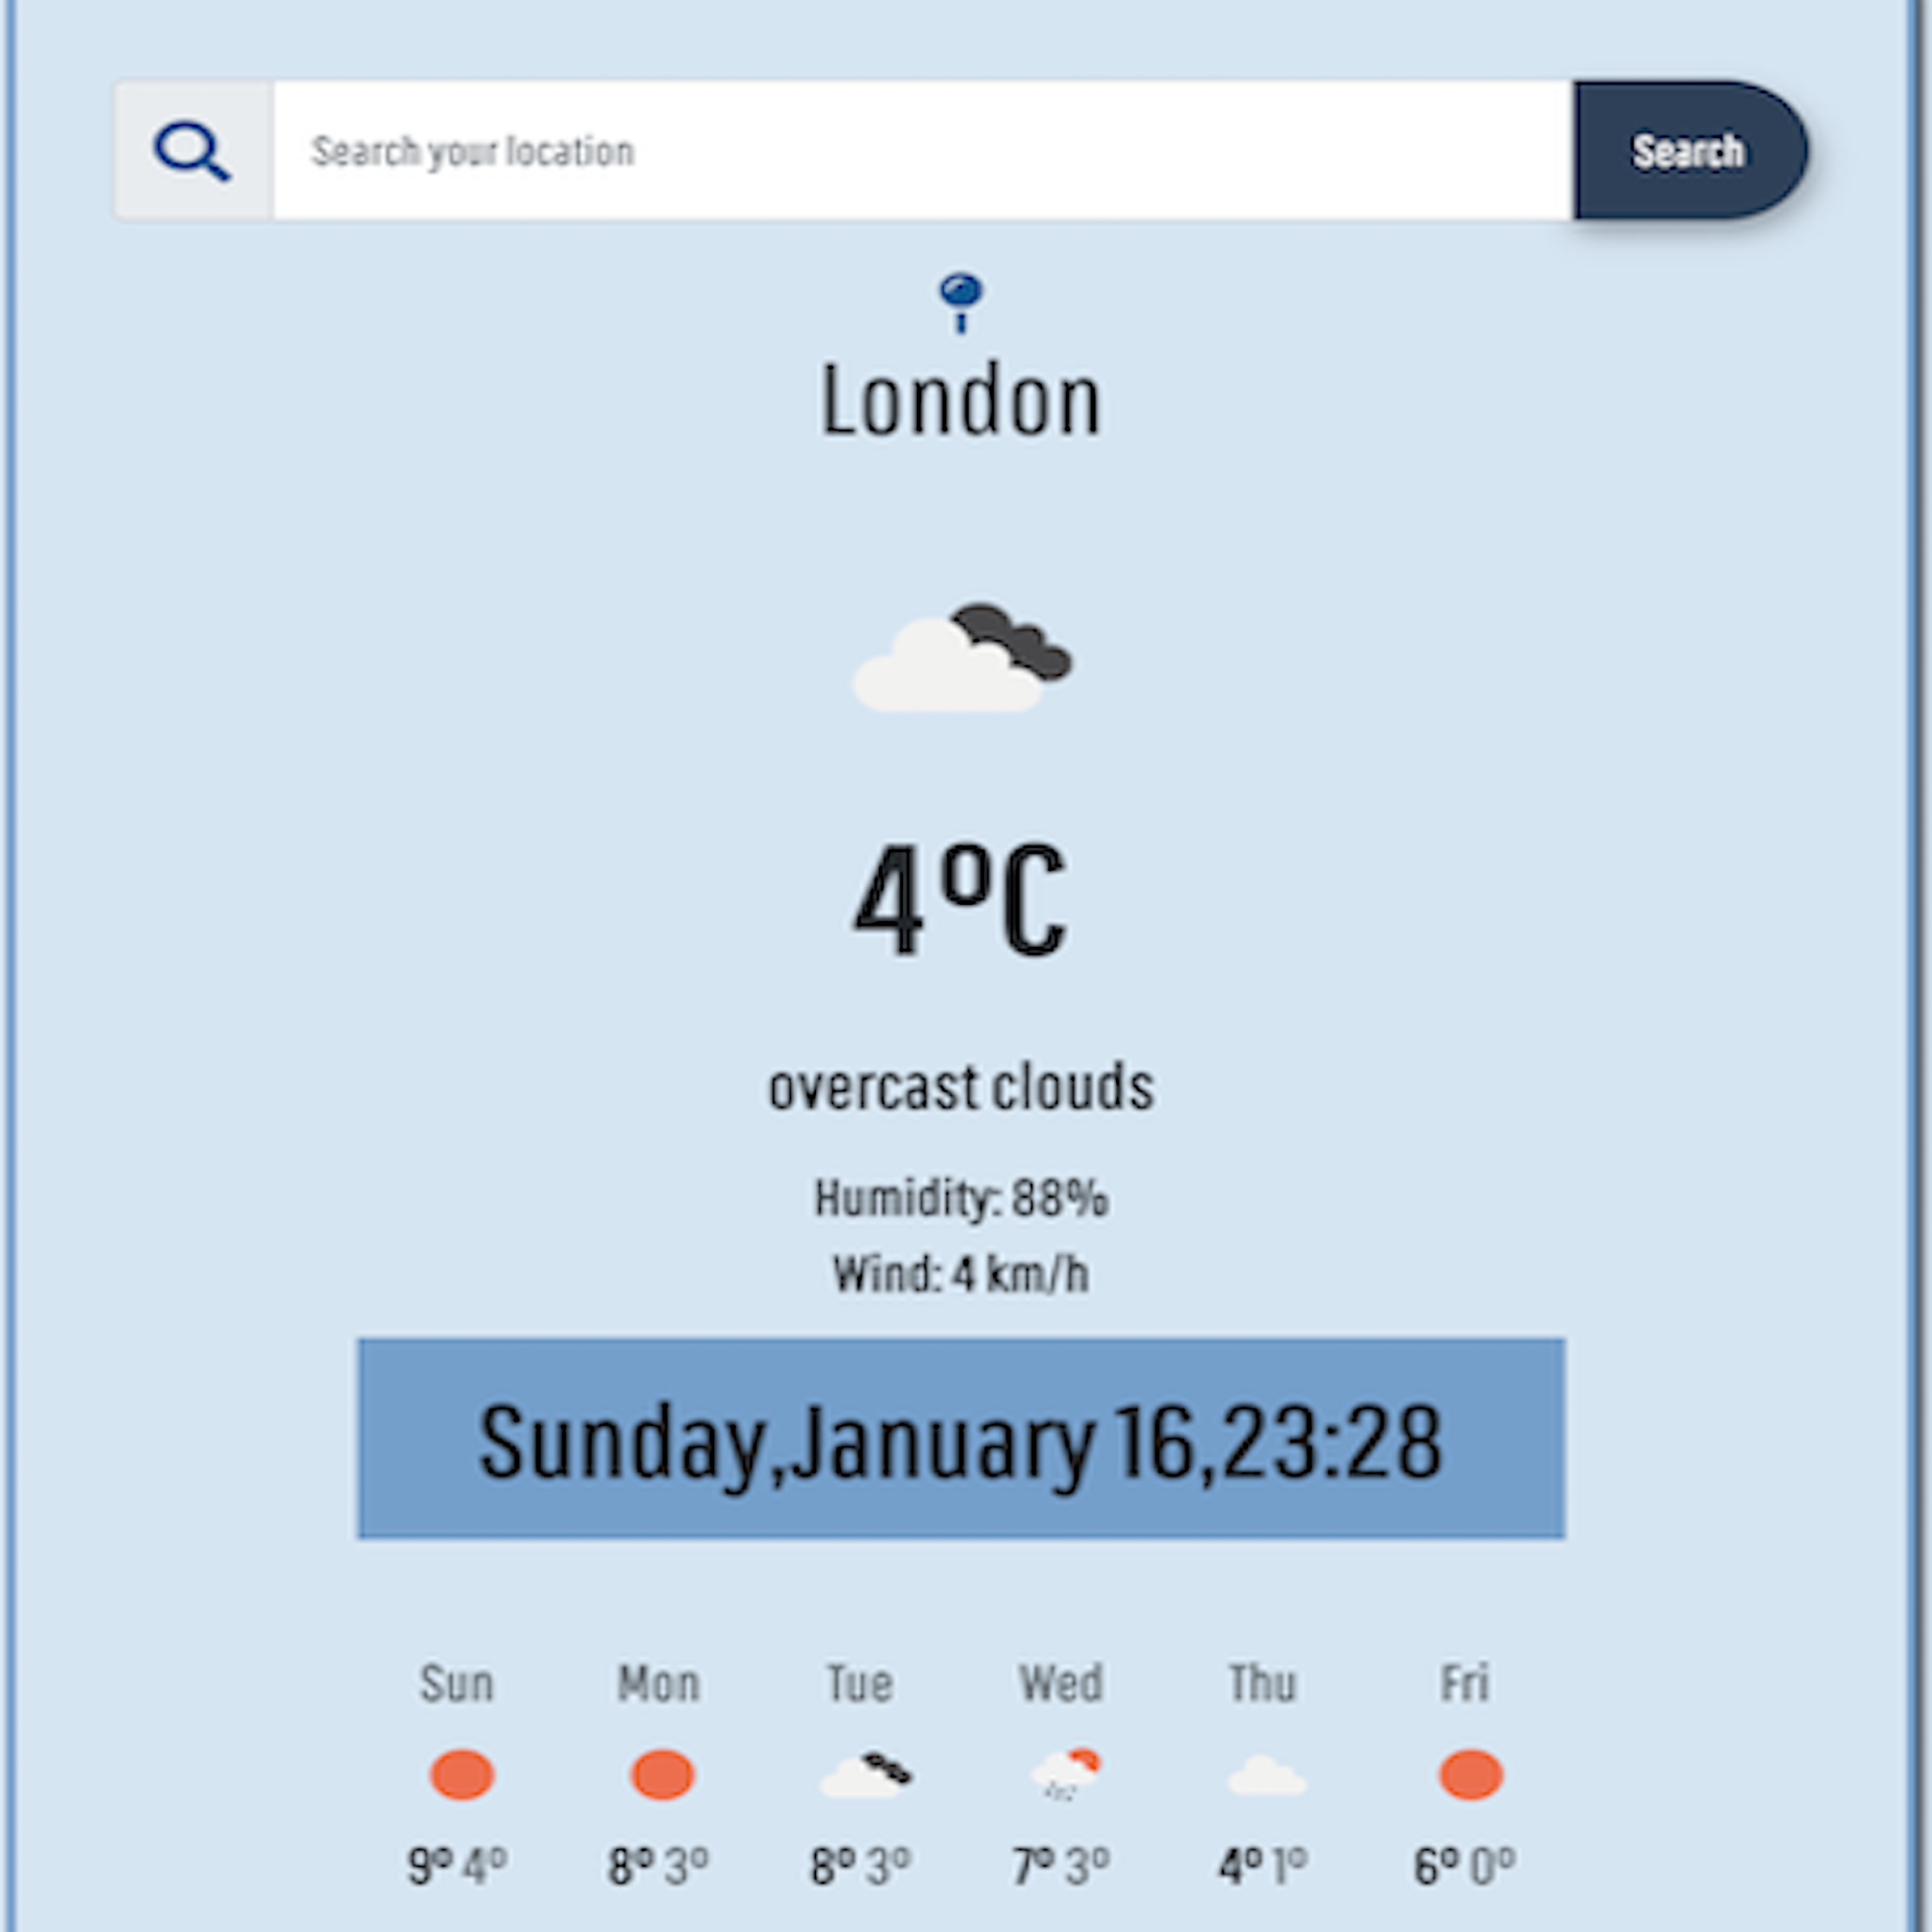 Search your location
Search
London
4ºC
overcast clouds
Humidity: 88%
Wind: 4 km/h
Sunday,January 16,23:28
Sun Mon Tue Wed Thu Fri
9º 4º 8º 3º 8º 3º 7º 3º 4º 1º 6º 0º